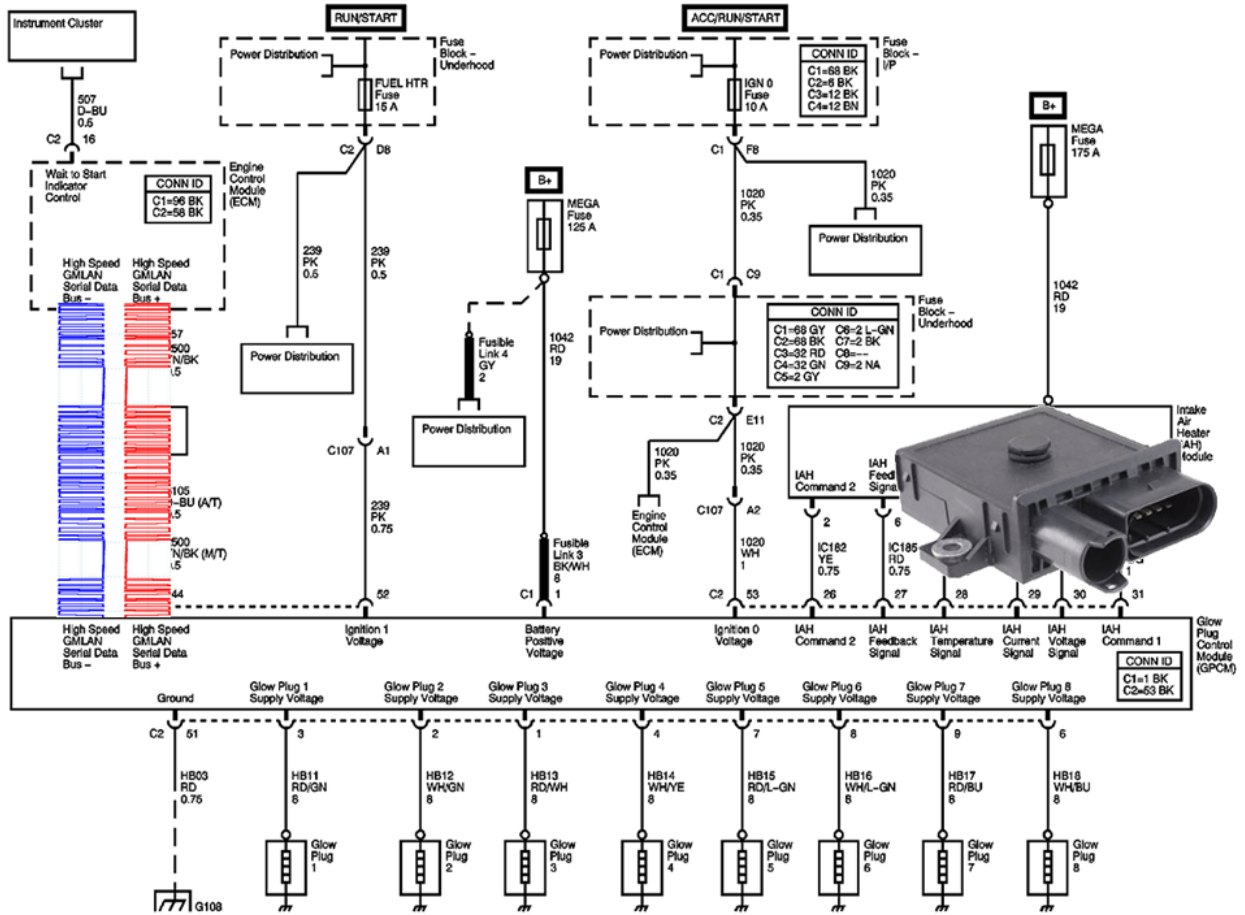 Instrument Cluster
507
D-BU
0.5
C2 16
Wait to Start
Indicator
Control
CONN ID
C1=96 BK
C2=58 BK
Engine
Control
Module
(ECM)
High Speed
GMLAN
Serial Data
Bus -
High Speed
GMLAN
Serial Data
Bus +
57
500
N/BK
.5
105
-BU (A/T)
.5
500
N/BK (M/T)
.5
44
RUN/START
Power Distribution
Fuse
Block -
Underhood
FUEL HTR
Fuse
15 A
C2 D8
239
PK
0.5
239
PK
0.5
Power Distribution
C107 A1
239
PK
0.75
52
B+
MEGA
Fuse
125 A
Fusible
Link 4
GY
2
1042
RD
19
Power Distribution
Fusible
Link 3
BK/WH
8
C1 1
ACC/RUN/START
Power Distribution
IGN 0
Fuse
10 A
CONN ID
C1=68 BK
C2=6 BK
C3=12 BK
C4=12 BN
Fuse
Block -
I/P
C1 F8
1020
PK
0.35
1020
PK
0.35
Power Distribution
C1 C9
Power Distribution
CONN ID
C1=68 GY C6=2 L-GN
C2=68 BK C7=2 BK
C3=32 RD C8=--
C4=32 GN C9=2 NA
C5=2 GY
Fuse
Block -
Underhood
C2 E11
1020
PK
0.35
1020
PK
0.35
Engine
Control
Module
(ECM)
C107 A2
1020
WH
1
C2 53
B+
MEGA
Fuse
175 A
1042
RD
19
Intake
Air
Heater
(IAH)
Module
IAH
Command 2
IAH
Feed
Signa
2
6
IC182
YE
0.75
IC185
RD
0.75
1
26
27
28
29
30
31
High Speed
GMLAN
Serial Data
Bus -
High Speed
GMLAN
Serial Data
Bus +
Ignition 1
Voltage
Battery
Positive
Voltage
Ignition 0
Voltage
IAH
Command 2
IAH
Feedback
Signal
IAH
Temperature
Signal
IAH
Current
Signal
IAH
Voltage
Signal
IAH
Command 1
Glow
Plug
Control
Module
(GPCM)
CONN ID
C1=1 BK
C2=53 BK
Ground
Glow Plug 1
Supply Voltage
Glow Plug 2
Supply Voltage
Glow Plug 3
Supply Voltage
Glow Plug 4
Supply Voltage
Glow Plug 5
Supply Voltage
Glow Plug 6
Supply Voltage
Glow Plug 7
Supply Voltage
Glow Plug 8
Supply Voltage
C2 51
3
2
1
4
7
8
9
6
HB03
RD
0.75
HB11
RD/GN
8
HB12
WH/GN
8
HB13
RD/WH
8
HB14
WH/YE
8
HB15
RD/L-GN
8
HB16
WH/L-GN
8
HB17
RD/BU
8
HB18
WH/BU
8
Glow
Plug
1
Glow
Plug
2
Glow
Plug
3
Glow
Plug
4
Glow
Plug
5
Glow
Plug
6
Glow
Plug
7
Glow
Plug
8
G108